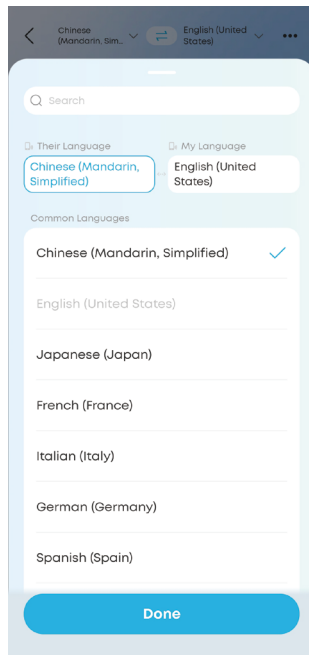 Chinese
(Mandarin, Sim...
English (United
States)
Search
Their Language
My Language
Chinese (Mandarin,
Simplified)
English (United
States)
Common Languages
Chinese (Mandarin, Simplified)
English (United States)
Japanese (Japan)
French (France)
Italian (Italy)
German (Germany)
Spanish (Spain)
Done